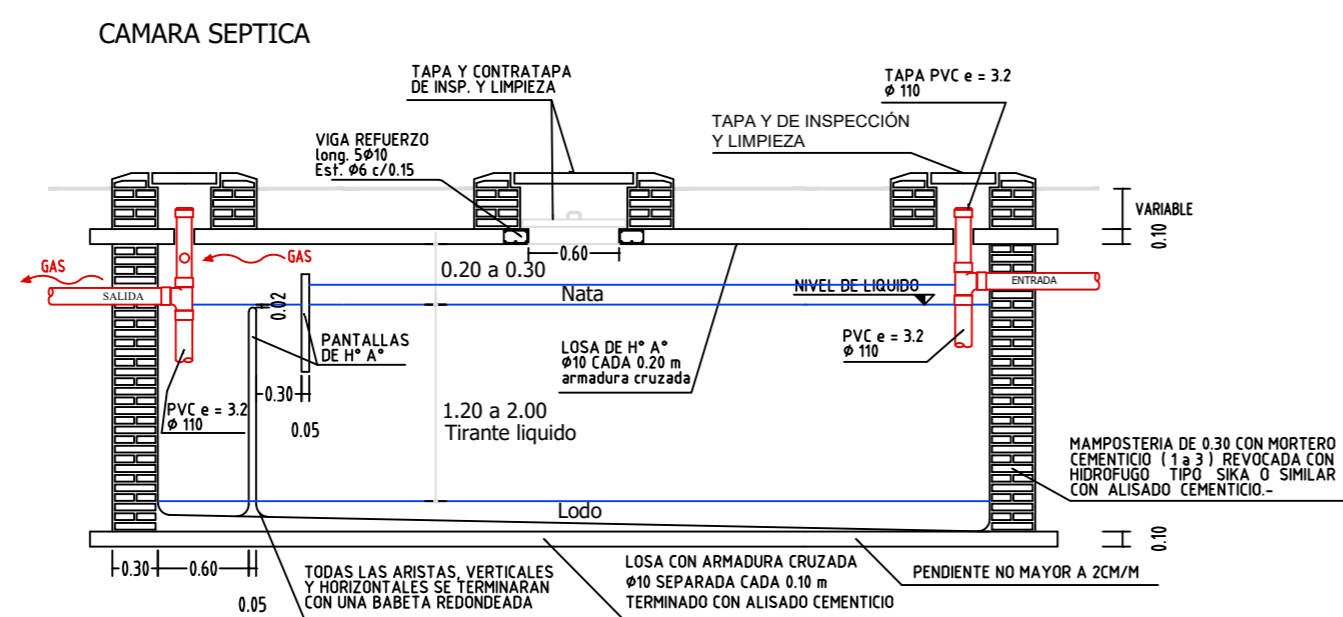 CAMARA SEPTICA
TAPA Y CONTRATAPA
DE INSP. Y LIMPIEZA
TAPA PVC e = 3.2
ø 110
VIGA REFUERZO
long. 5Ø10
Est. Ø6 c/0.15
TAPA Y DE INSPECCIÓN
Y LIMPIEZA
VARIABLE
0.10
GAS
GAS
0.60
0.20 a 0.30
SALIDA
0.02
Nata
NIVEL DE LIQUIDO
ENTRADA
PANTALLAS
DE H° A°
LOSA DE H° A°
Ø10 CADA 0.20 m
armadura cruzada
PVC e = 3.2
ø 110
0.30
PVC e = 3.2
ø 110
0.05
1.20 a 2.00
Tirante liquido
MAMPOSTERIA DE 0.30 CON MORTERO
CEMENTICIO (1 a 3) REVOCADA CON
HIDROFUGO TIPO SIKA O SIMILAR
CON ALISADO CEMENTICIO.-
Lodo
0.10
0.30
0.60
0.05
TODAS LAS ARISTAS, VERTICALES
Y HORIZONTALES SE TERMINARAN
CON UNA BABETA REDONDEADA
LOSA CON ARMADURA CRUZADA
Ø10 SEPARADA CADA 0.10 m
TERMINADO CON ALISADO CEMENTICIO
PENDIENTE NO MAYOR A 2CM/M